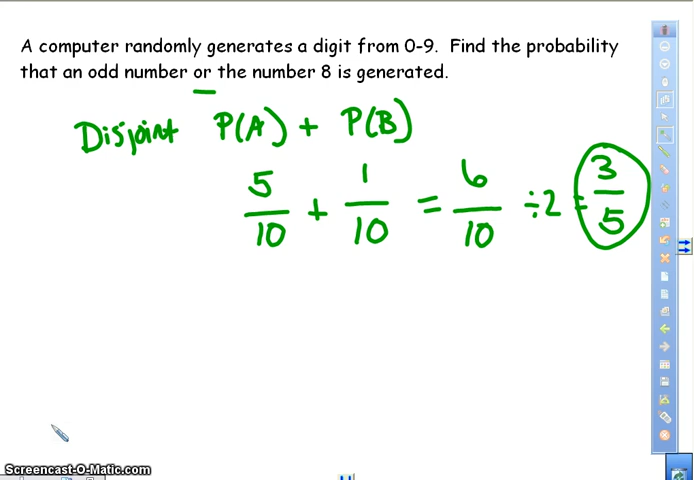 A computer randomly generates a digit from 0-9. Find the probability
that an odd number or the number 8 is generated.
Disjoint P(A) + P(B)
5/10 + 1/10 = 6/10 ÷2 = 3/5
Screencast-O-Matic.com